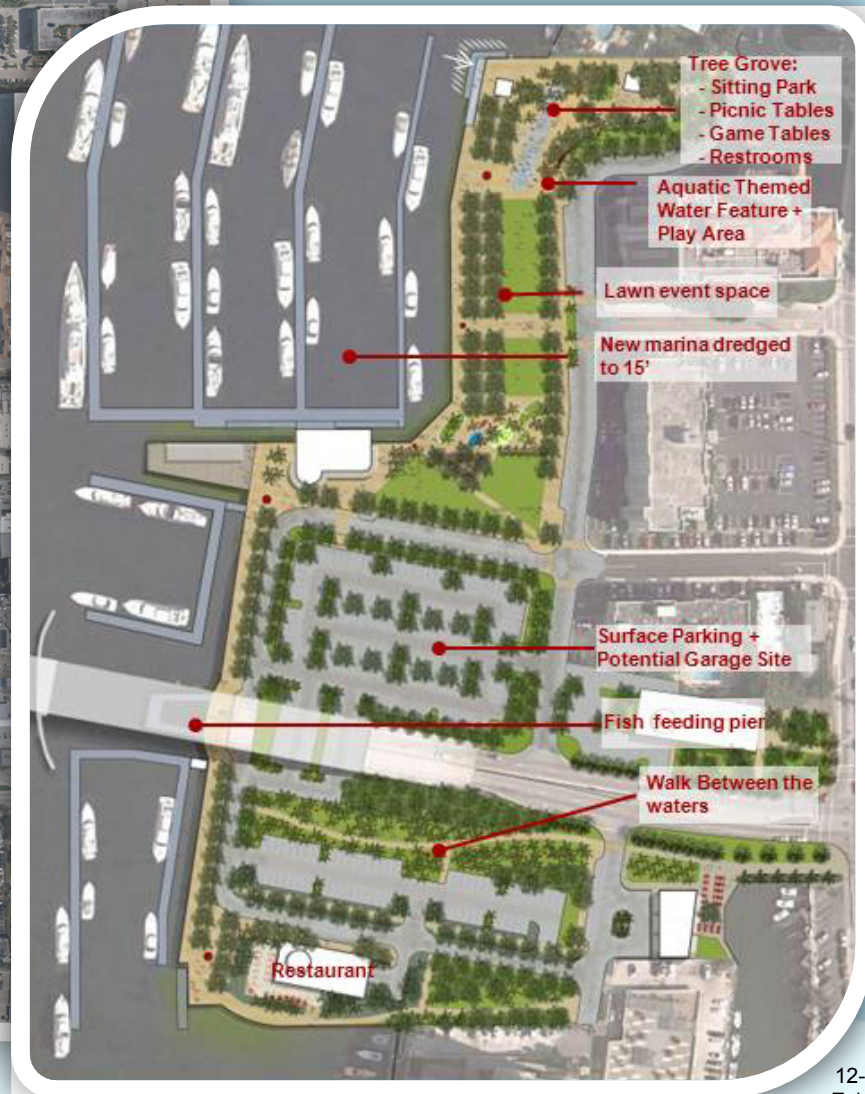 Tree Grove:
- Sitting Park
- Picnic Tables
- Game Tables
- Restrooms
Aquatic Themed
Water Feature +
Play Area
Lawn event space
New marina dredged
to 15'
Surface Parking +
Potential Garage Site
Fish feeding pier
Walk Between the
waters
Restaurant
12-